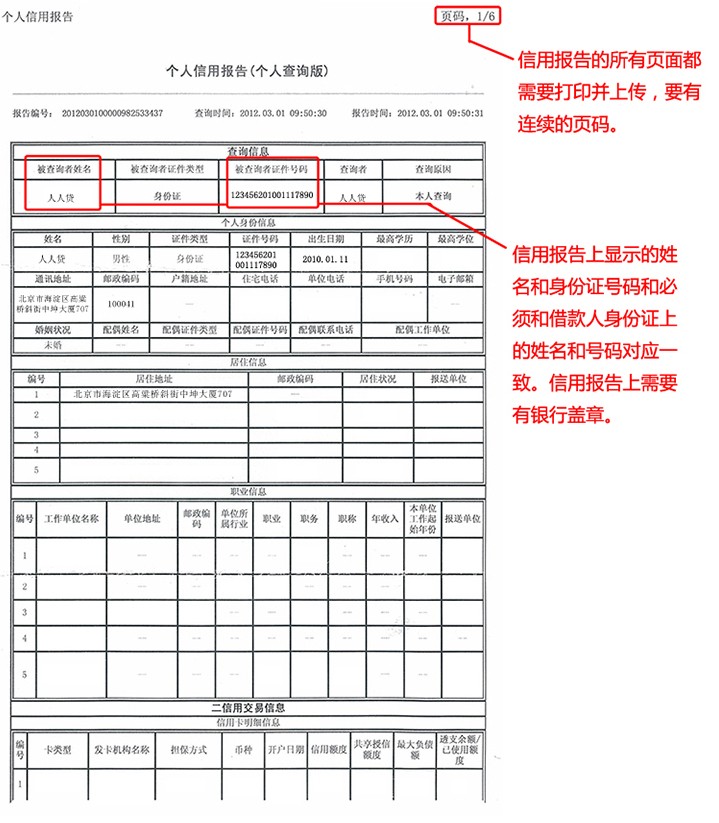 个人信用报告
页码，1/6
信用报告的所有页面都
需要打印并上传，要有
连续的页码。
个人信用报告(个人查询版)
报告编号： 2012030100000982533437 查询时间：2012.03.01 09:50:30 报告时间：2012.03.01 09:50:31
查询信息
被查询者姓名 被查询者证件类型 被查询者证件号码 查询者 查询原因
人人贷 身份证 123456201001117890 人人贷 本人查询
个人身份信息
姓名 性别 证件类型 证件号码 出生日期 最高学历 最高学位
人人贷 男性 身份证 123456201 2010.01.11
001117890
通讯地址 邮政编码 户籍地址 住宅电话 单位电话 手机号码 电子邮箱
北京市海淀区高粱 100041 — —
桥斜街中坤大厦707
婚姻状况 配偶姓名 配偶证件类型 配偶证件号码 配偶联系电话 配偶工作单位
未婚
信用报告上显示的姓
名和身份证号码和必
须和借款人身份证上
的姓名和号码对应一
致。信用报告上需要
有银行盖章。
居住信息
编号 居住地址 邮政编码 居住状况 报送单位
1 北京市海淀区高粱桥斜街中坤大厦707 —
2
3
4
5
职业信息
编号 工作单位名称 单位地址 邮政编码 单位所属行业 职业 职务 职称 年收入 本单位工作起始年份 报送单位
1
2
3
4
5
二信用交易信息
信用卡明细信息
编号 卡类型 发卡机构名称 担保方式 币种 开户日期 信用额度 共享授信额度 最大负债额 透支余额/已使用额度
1